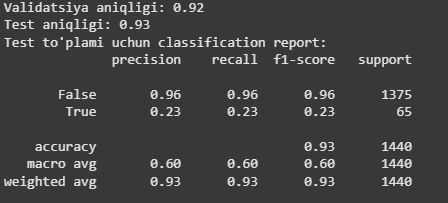 Validatsiya aniqligi: 0.92
Test aniqligi: 0.93
Test to'plami uchun classification report:
precision recall f1-score support
False 0.96 0.96 0.96 1375
True 0.23 0.23 0.23 65
accuracy 0.93 1440
macro avg 0.60 0.60 0.60 1440
weighted avg 0.93 0.93 0.93 1440